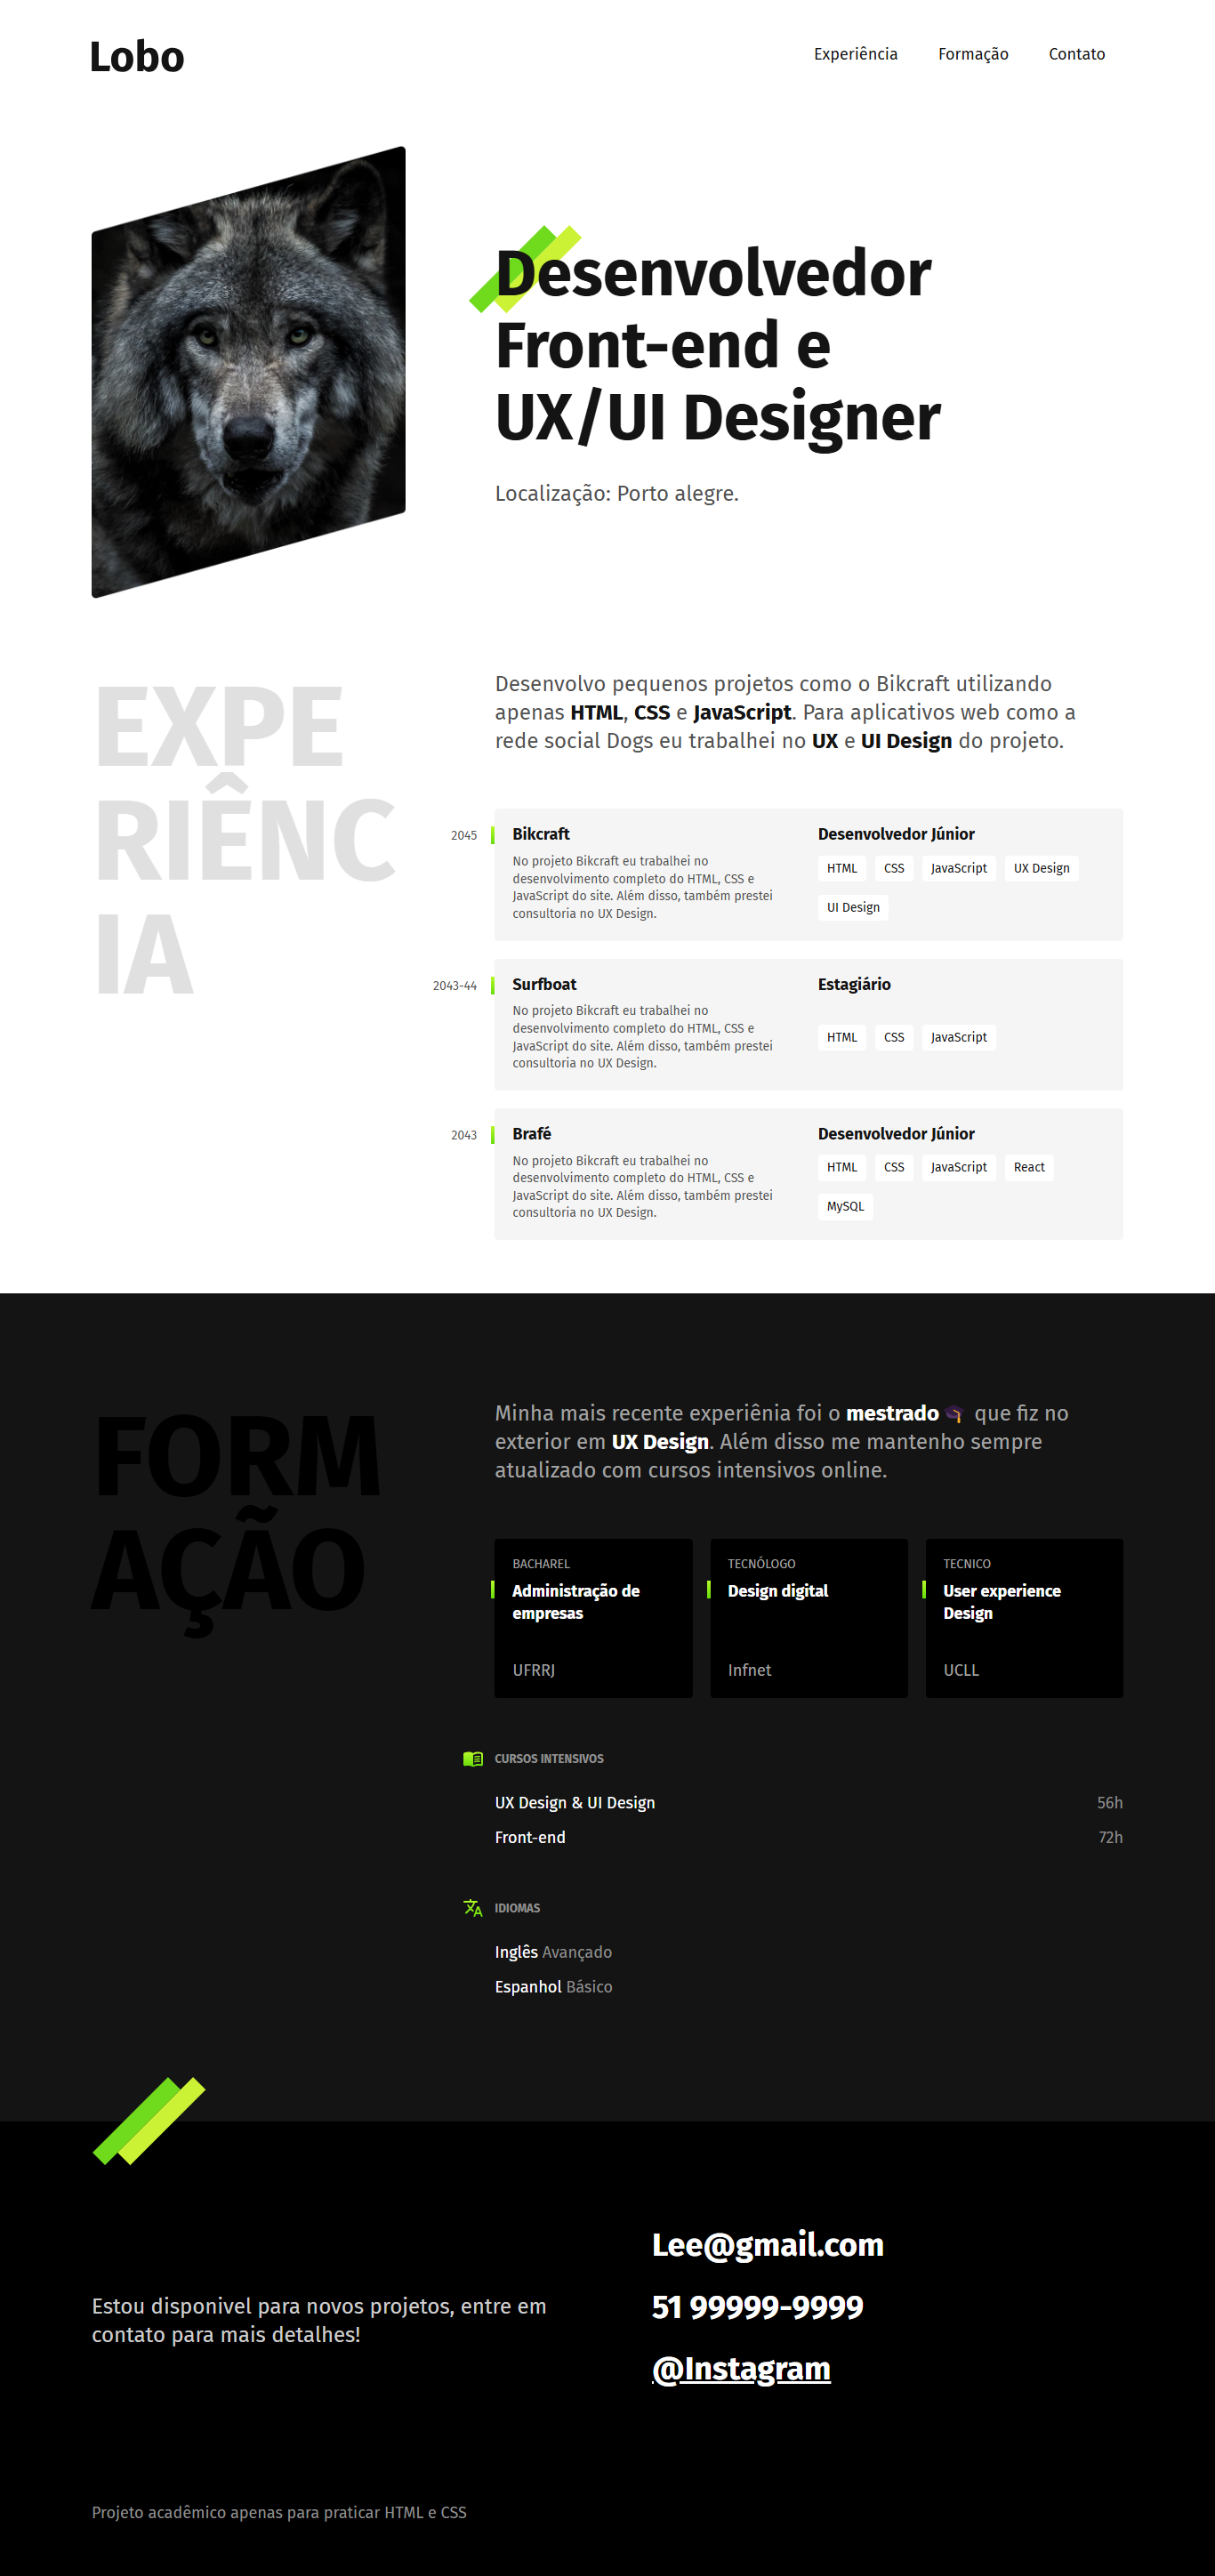 Lobo
Experiência
Formação
Contato
Desenvolvedor
Front-end e
UX/UI Designer
Localização: Porto alegre.
EXPE
RIÊNC
IA
Desenvolvo pequenos projetos como o Bikcraft utilizando
apenas HTML, CSS e JavaScript. Para aplicativos web como a
rede social Dogs eu trabalhei no UX e UI Design do projeto.
2045
Bikcraft
No projeto Bikcraft eu trabalhei no
desenvolvimento completo do HTML, CSS e
JavaScript do site. Além disso, também prestei
consultoria no UX Design.
Desenvolvedor Júnior
HTML
CSS
JavaScript
UX Design
UI Design
2043-44
Surfboat
No projeto Bikcraft eu trabalhei no
desenvolvimento completo do HTML, CSS e
JavaScript do site. Além disso, também prestei
consultoria no UX Design.
Estagiário
HTML
CSS
JavaScript
2043
Brafé
No projeto Bikcraft eu trabalhei no
desenvolvimento completo do HTML, CSS e
JavaScript do site. Além disso, também prestei
consultoria no UX Design.
Desenvolvedor Júnior
HTML
CSS
JavaScript
React
MySQL
FORM
AÇÃO
Minha mais recente experiênia foi o mestrado 🎓 que fiz no
exterior em UX Design. Além disso me mantenho sempre
atualizado com cursos intensivos online.
BACHAREL
Administração de
empresas
UFRRJ
TECNÓLOGO
Design digital
Infnet
TECNICO
User experience
Design
UCLL
CURSOS INTENSIVOS
UX Design & UI Design 56h
Front-end 72h
IDIOMAS
Inglês Avançado
Espanhol Básico
Estou disponivel para novos projetos, entre em
contato para mais detalhes!
Lee@gmail.com
51 99999-9999
@Instagram
Projeto acadêmico apenas para praticar HTML e CSS